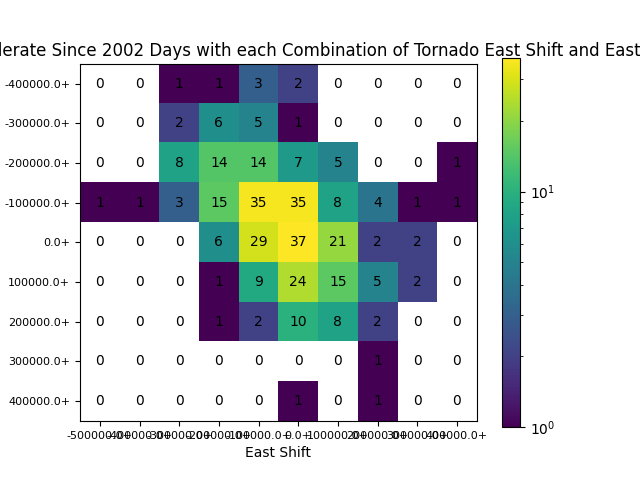 Since 2002 Days with each Combination of Tornado East Shift and East
-400000.0+ 0 0 1 1 3 2 0 0 0 0
-300000.0+ 0 0 2 6 5 1 0 0 0 0
-200000.0+ 0 0 8 14 14 7 5 0 0 1
-100000.0+ 1 1 3 15 35 35 8 4 1 1
0.0+ 0 0 0 6 29 37 21 2 2 0
100000.0+ 0 0 0 1 9 24 15 5 2 0
200000.0+ 0 0 0 1 2 10 8 2 0 0
300000.0+ 0 0 0 0 0 0 0 1 0 0
400000.0+ 0 0 0 0 0 1 0 1 0 0
East Shift
10¹
10⁰